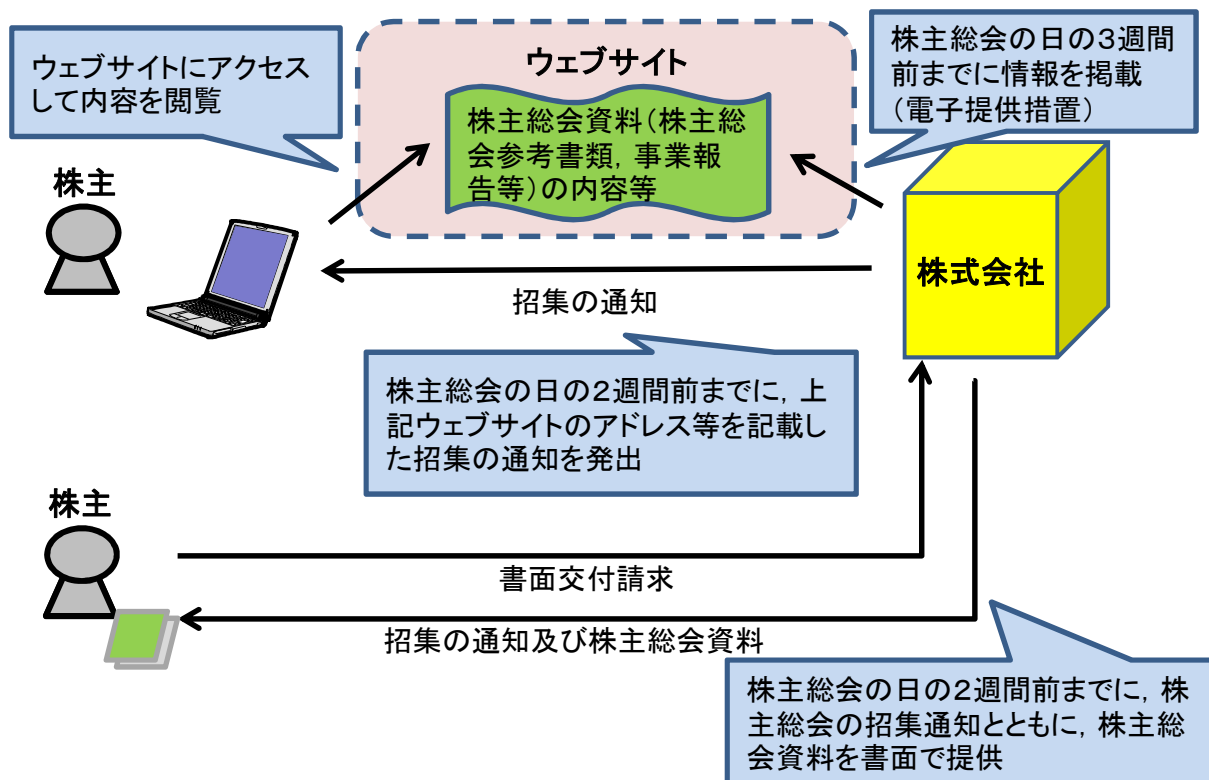 ウェブサイトにアクセス
して内容を閲覧
ウェブサイト
株主総会資料（株主総
会参考書類，事業報
告等）の内容等
株主総会の日の３週間
前までに情報を掲載
（電子提供措置）
株主
株式会社
招集の通知
株主総会の日の２週間前までに，上
記ウェブサイトのアドレス等を記載し
た招集の通知を発出
株主
書面交付請求
招集の通知及び株主総会資料
株主総会の日の２週間前までに，株
主総会の招集通知とともに，株主総
会資料を書面で提供